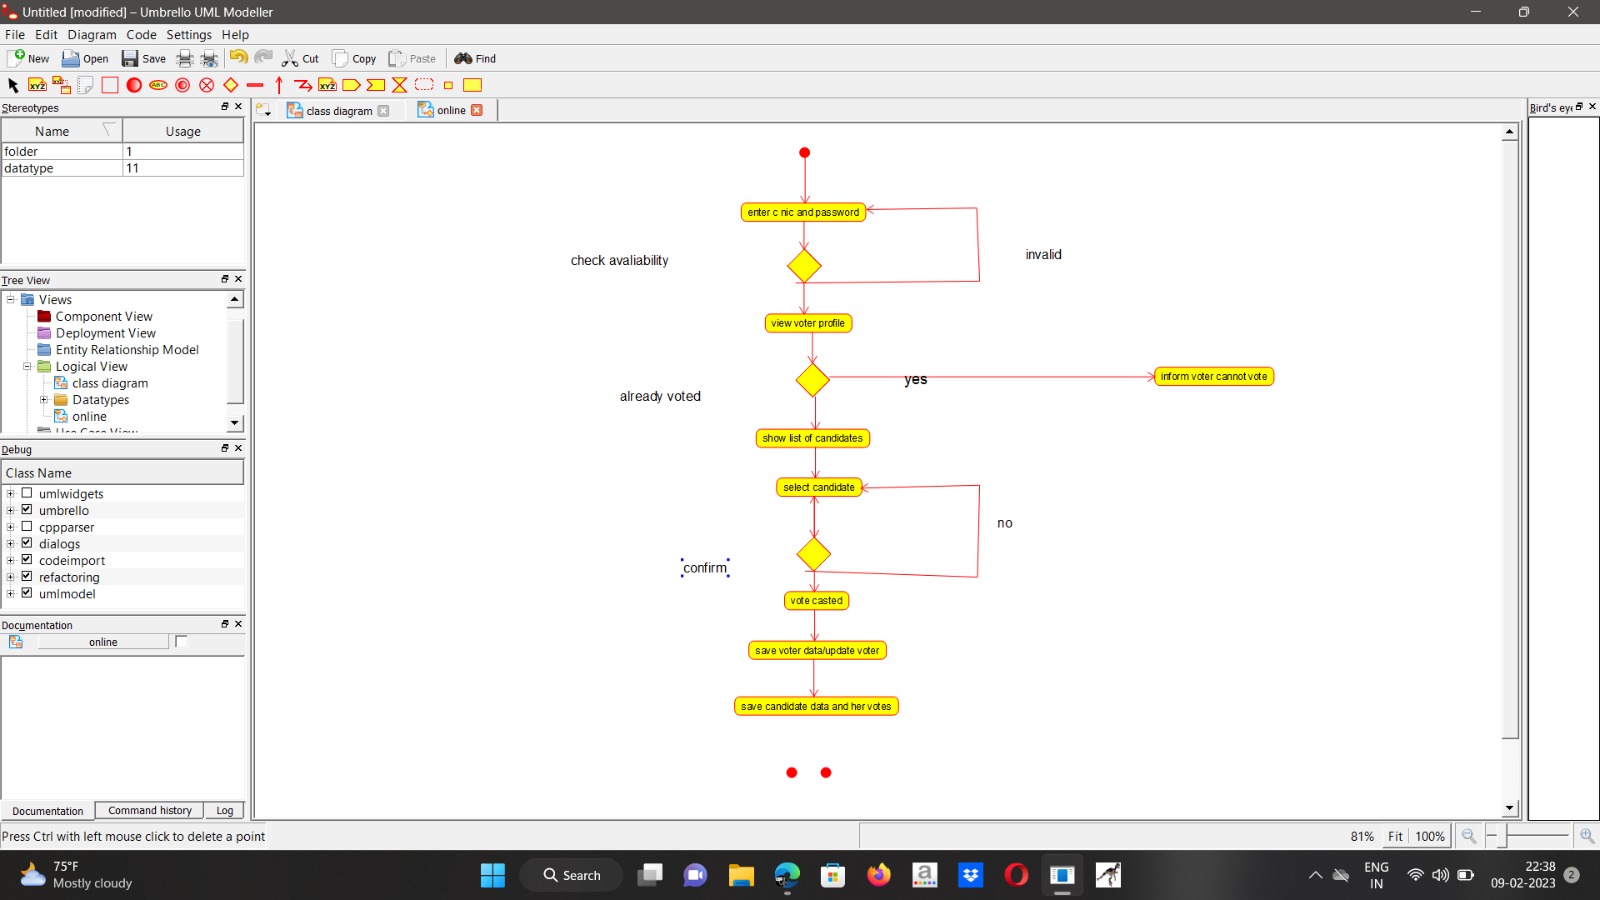 Untitled [modified] – Umbrello UML Modeller
File Edit Diagram Code Settings Help
New Open Save Cut Copy Paste Find
XYZ ABC XYZ
Stereotypes
class diagram online
Bird's eye
Name Usage
folder 1
datatype 11
enter c nic and password
check avaliability
invalid
view voter profile
yes
inform voter cannot vote
already voted
show list of candidates
select candidate
no
confirm
vote casted
save voter data/update voter
save candidate data and her votes
Tree View
Views
Component View
Deployment View
Entity Relationship Model
Logical View
class diagram
Datatypes
online
Use Case View
Debug
Class Name
umlwidgets
umbrello
cppparser
dialogs
codeimport
refactoring
umlmodel
Documentation
online
Documentation Command history Log
Press Ctrl with left mouse click to delete a point
81% Fit 100%
75°F
Mostly cloudy
Search
a
ENG
IN
22:38
09-02-2023
2